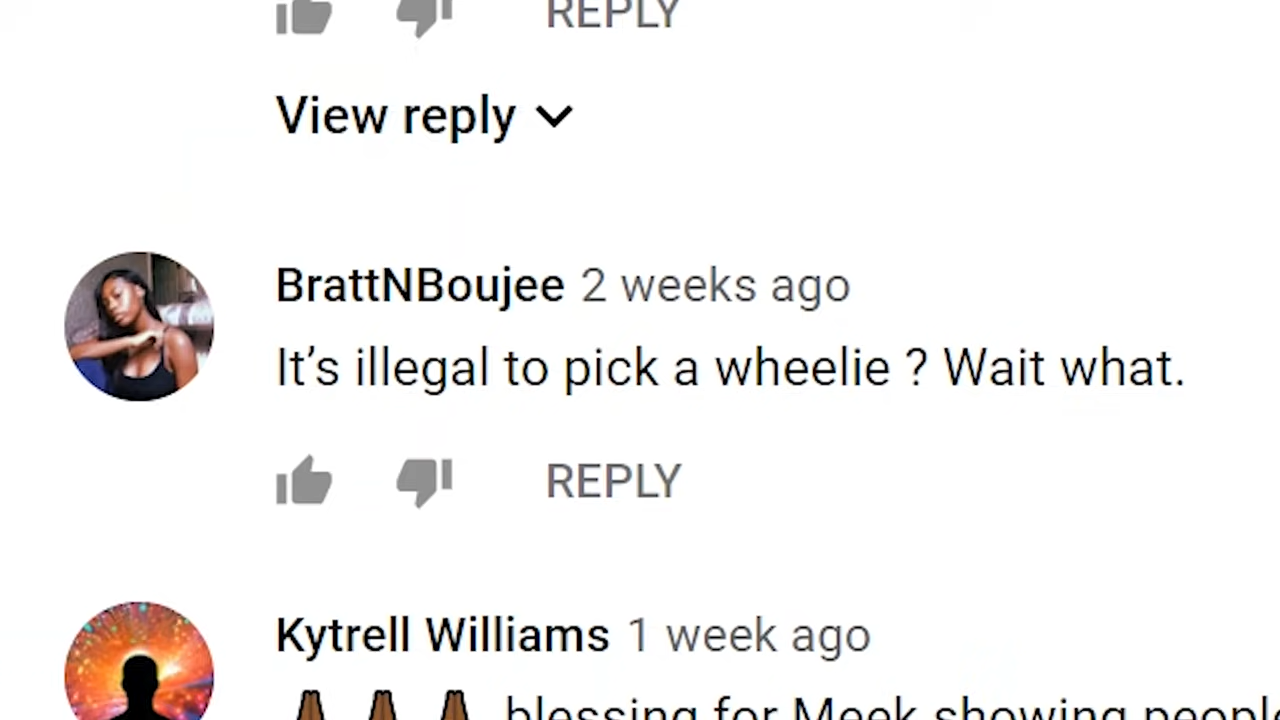 REPLY
View reply
BrattNBoujee 2 weeks ago
It’s illegal to pick a wheelie ? Wait what.
REPLY
Kytrell Williams 1 week ago
🙏🏾 🙏🏾 🙏🏾 blessing for Meek showing people